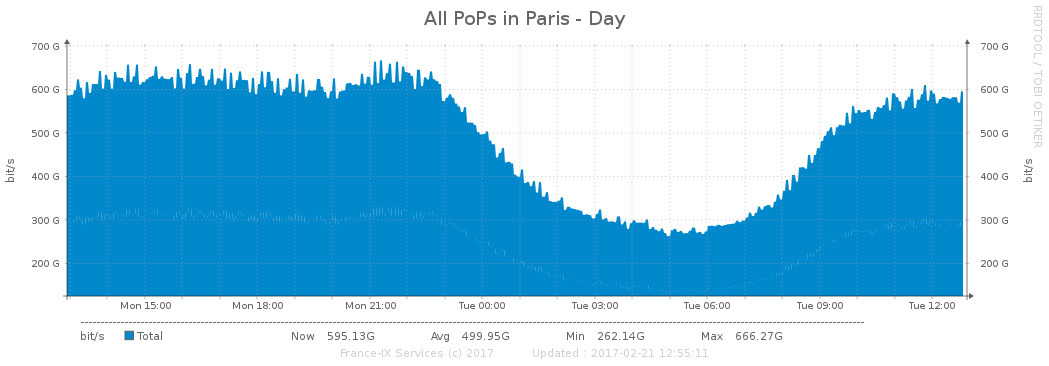 All PoPs in Paris - Day
RRDTOOL / TOBI OETIKER
700 G 700 G
600 G 600 G
500 G 500 G
400 G 400 G
300 G 300 G
200 G 200 G
bit/s
bit/s
Mon 15:00 Mon 18:00 Mon 21:00 Tue 00:00 Tue 03:00 Tue 06:00 Tue 09:00 Tue 12:00
bit/s Total Now 595.13G Avg 499.95G Min 262.14G Max 666.27G
France-IX Services (c) 2017 Updated : 2017-02-21 12:55:11